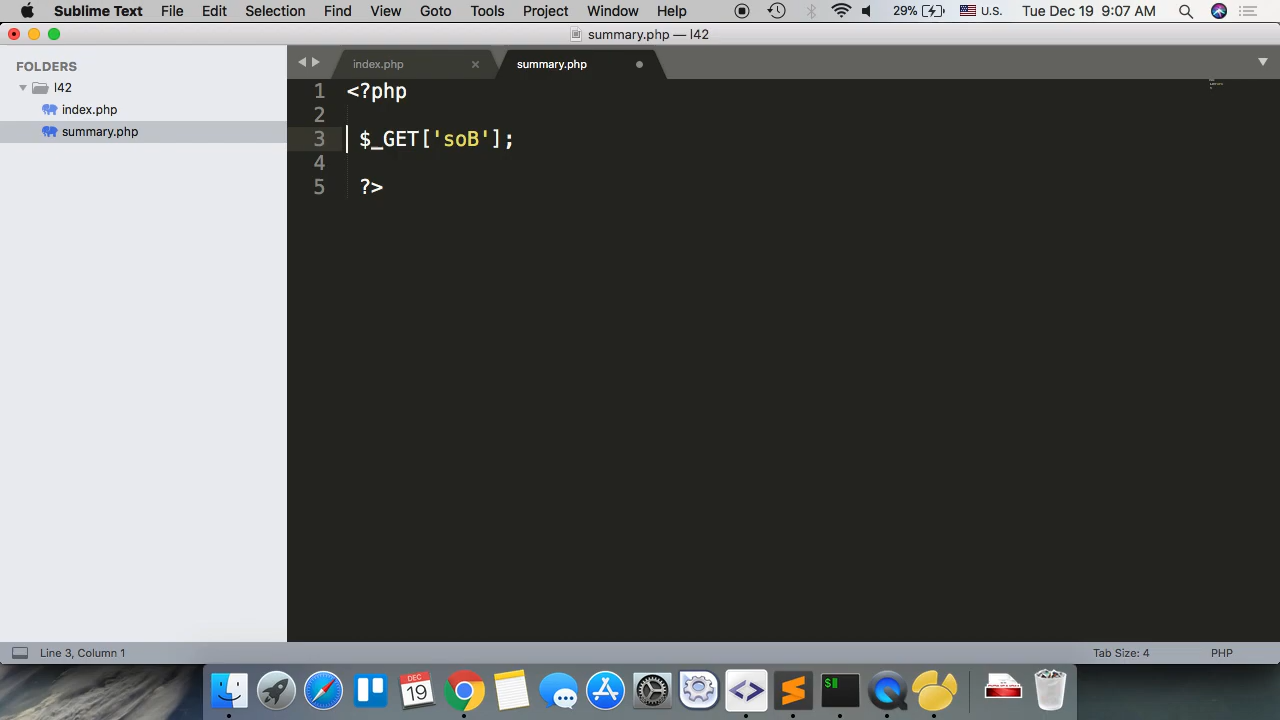 Sublime Text File Edit Selection Find View Goto Tools Project Window Help 29% U.S. Tue Dec 19 9:07 AM
summary.php — l42
FOLDERS
l42
index.php
summary.php
index.php × summary.php
1 <?php
2
3 $_GET['soB'];
4
5 ?>
Line 3, Column 1 Tab Size: 4 PHP
DEC
19
$